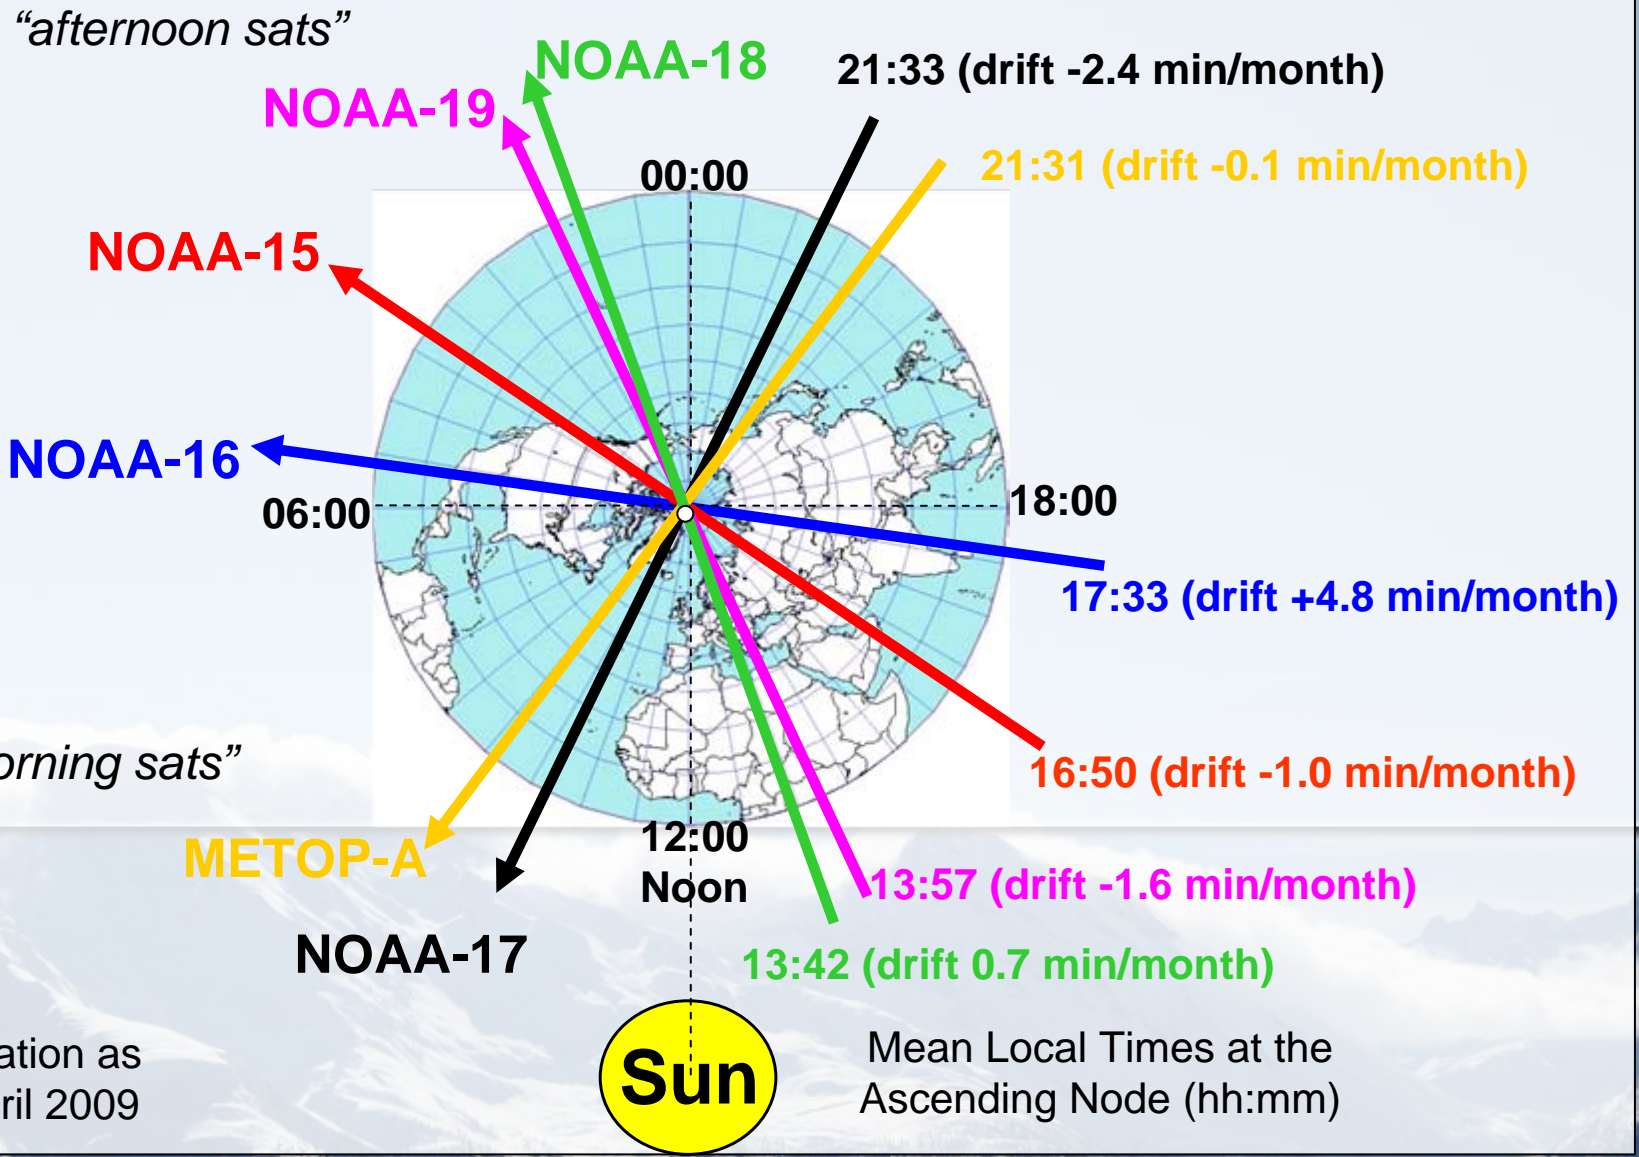 “afternoon sats”
NOAA-18
21:33 (drift -2.4 min/month)
NOAA-19
21:31 (drift -0.1 min/month)
00:00
NOAA-15
NOAA-16
06:00
18:00
17:33 (drift +4.8 min/month)
orning sats”
16:50 (drift -1.0 min/month)
METOP-A
12:00
Noon
13:57 (drift -1.6 min/month)
NOAA-17
13:42 (drift 0.7 min/month)
ation as
ril 2009
Sun
Mean Local Times at the
Ascending Node (hh:mm)